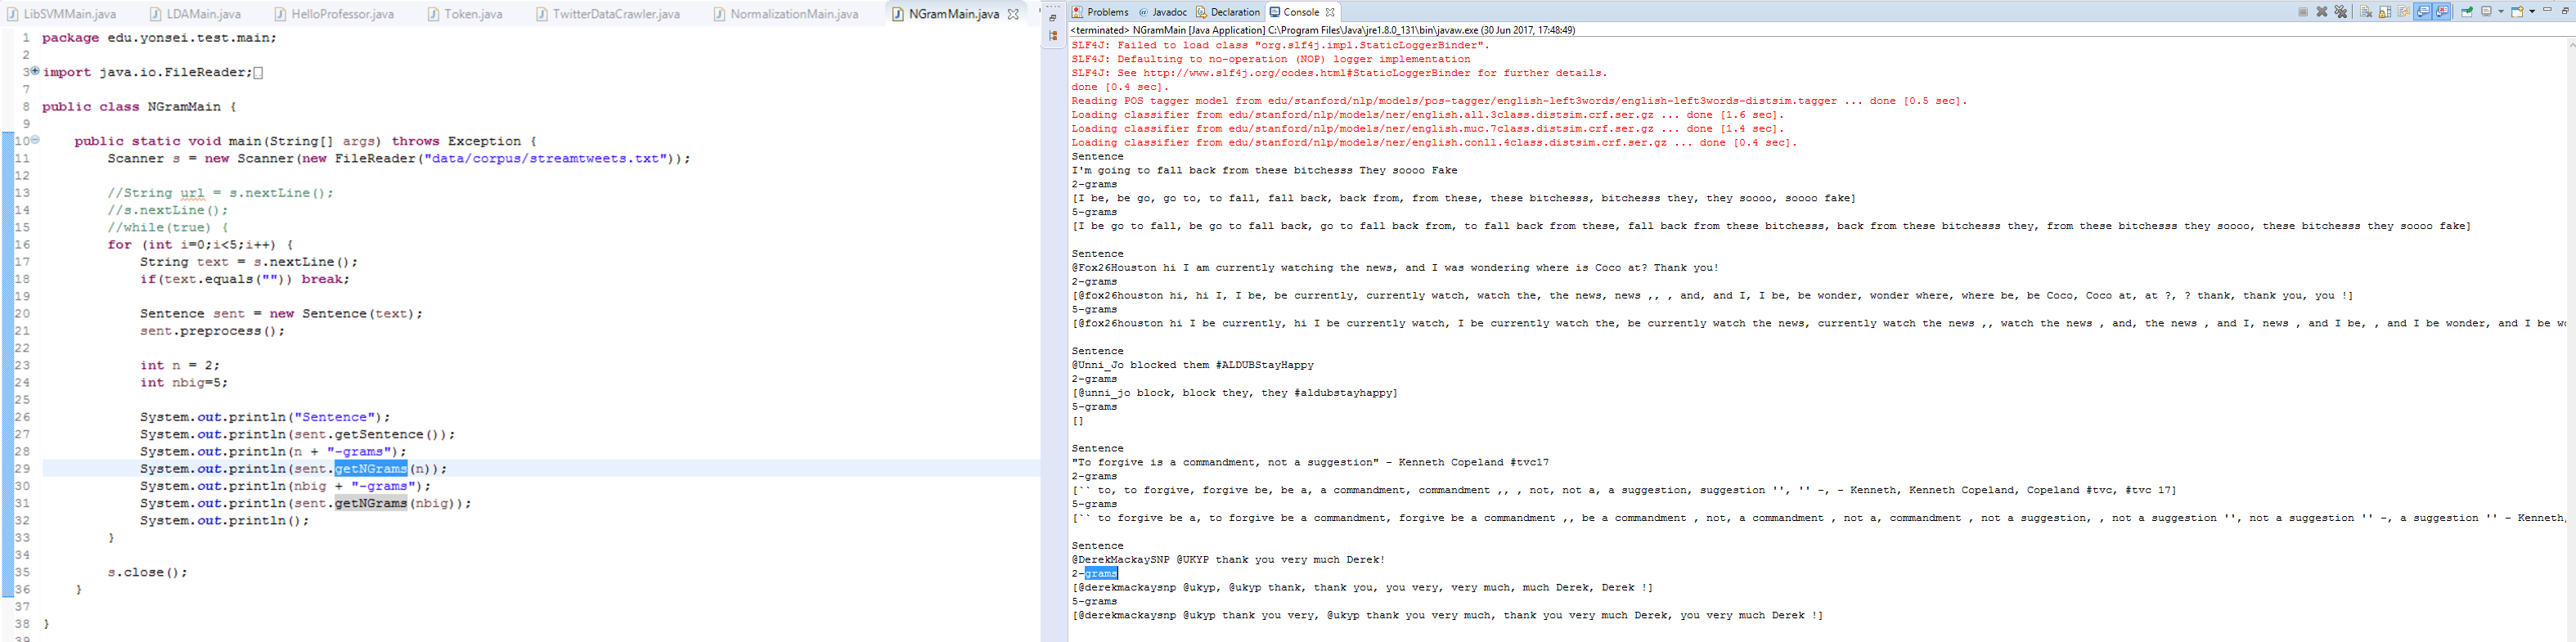 LibSVMMain.java LDAMain.java HelloProfessor.java Token.java TwitterDataCrawler.java NormalizationMain.java NGramMain.java
1 package edu.yonsei.test.main;
2
3 import java.io.FileReader;
7
8 public class NGramMain {
9
10 public static void main(String[] args) throws Exception {
11 Scanner s = new Scanner(new FileReader("data/corpus/streamtweets.txt"));
12
13 //String url = s.nextLine();
14 //s.nextLine();
15 //while(true) {
16 for (int i=0;i<5;i++) {
17 String text = s.nextLine();
18 if(text.equals("")) break;
19
20 Sentence sent = new Sentence(text);
21 sent.preprocess();
22
23 int n = 2;
24 int nbig=5;
25
26 System.out.println("Sentence");
27 System.out.println(sent.getSentence());
28 System.out.println(n + "-grams");
29 System.out.println(sent.getNGrams(n));
30 System.out.println(nbig + "-grams");
31 System.out.println(sent.getNGrams(nbig));
32 System.out.println();
33 }
34
35 s.close();
36 }
37
38 }
39
Problems @ Javadoc Declaration Console
<terminated> NGramMain [Java Application] C:\Program Files\Java\jre1.8.0_131\bin\javaw.exe (30 Jun 2017, 17:48:49)
SLF4J: Failed to load class "org.slf4j.impl.StaticLoggerBinder".
SLF4J: Defaulting to no-operation (NOP) logger implementation
SLF4J: See http://www.slf4j.org/codes.html#StaticLoggerBinder for further details.
done [0.4 sec].
Reading POS tagger model from edu/stanford/nlp/models/pos-tagger/english-left3words/english-left3words-distsim.tagger ... done [0.5 sec].
Loading classifier from edu/stanford/nlp/models/ner/english.all.3class.distsim.crf.ser.gz ... done [1.6 sec].
Loading classifier from edu/stanford/nlp/models/ner/english.muc.7class.distsim.crf.ser.gz ... done [1.4 sec].
Loading classifier from edu/stanford/nlp/models/ner/english.conll.4class.distsim.crf.ser.gz ... done [0.4 sec].
Sentence
I'm going to fall back from these bitchesss They soooo Fake
2-grams
[I be, be go, go to, to fall, fall back, back from, from these, these bitchesss, bitchesss they, they soooo, soooo fake]
5-grams
[I be go to fall, be go to fall back, go to fall back from, to fall back from these, fall back from these bitchesss, back from these bitchesss they, from these bitchesss they soooo, these bitchesss they soooo fake]
Sentence
@Fox26Houston hi I am currently watching the news, and I was wondering where is Coco at? Thank you!
2-grams
[@fox26houston hi, hi I, I be, be currently, currently watch, watch the, the news, news ,, , and, and I, I be, be wonder, wonder where, where be, be Coco, Coco at, at ?, ? thank, thank you, you !]
5-grams
[@fox26houston hi I be currently, hi I be currently watch, I be currently watch the, be currently watch the news, currently watch the news ,, watch the news , and, the news , and I, news , and I be, , and I be wonder, and I be wo
Sentence
@Unni_Jo blocked them #ALDUBStayHappy
2-grams
[@unni_jo block, block they, they #aldubstayhappy]
5-grams
[]
Sentence
"To forgive is a commandment, not a suggestion" - Kenneth Copeland #tvc17
2-grams
[`` to, to forgive, forgive be, be a, a commandment, commandment ,, , not, not a, a suggestion, suggestion '', '' -, - Kenneth, Kenneth Copeland, Copeland #tvc, #tvc 17]
5-grams
[`` to forgive be a, to forgive be a commandment, forgive be a commandment ,, be a commandment , not, a commandment , not a, commandment , not a suggestion, , not a suggestion '', not a suggestion '' -, a suggestion '' - Kenneth,
Sentence
@DerekMackaySNP @UKYP thank you very much Derek!
2-grams
[@derekmackaysnp @ukyp, @ukyp thank, thank you, you very, very much, much Derek, Derek !]
5-grams
[@derekmackaysnp @ukyp thank you very, @ukyp thank you very much, thank you very much Derek, you very much Derek !]